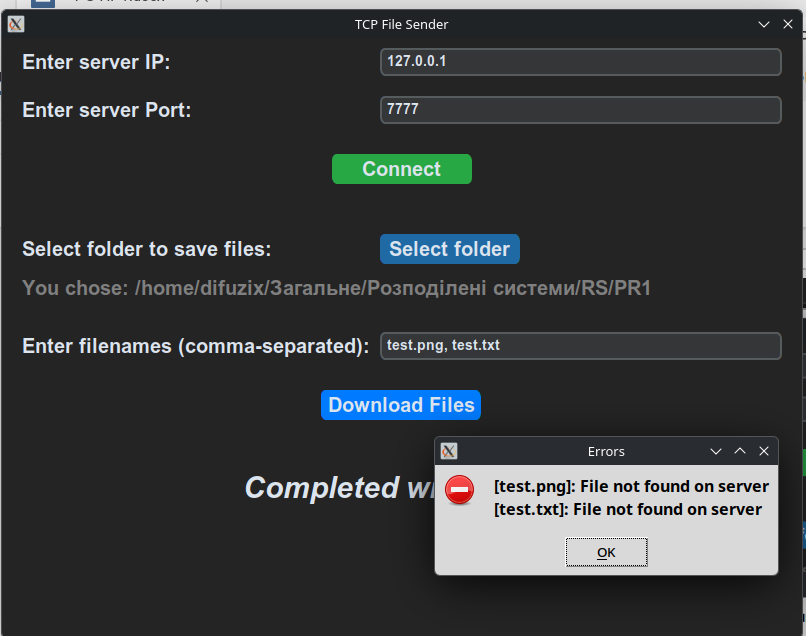 TCP File Sender
Enter server IP:
127.0.0.1
Enter server Port:
7777
Connect
Select folder to save files:
Select folder
You chose: /home/difuzix/Загальне/Розподілені системи/RS/PR1
Enter filenames (comma-separated):
test.png, test.txt
Download Files
Completed
Errors
[test.png]: File not found on server
[test.txt]: File not found on server
OK